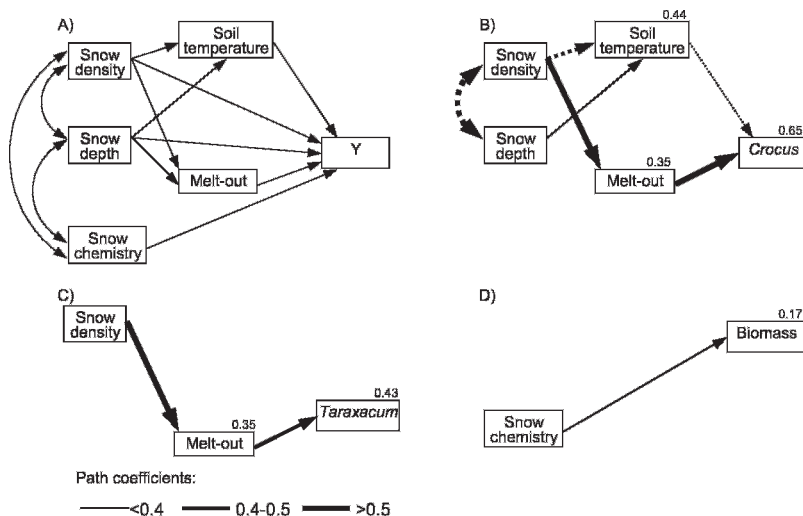 A)
Snow
density
Soil
temperature
Snow
depth
Y
Melt-out
Snow
chemistry
B)
0.44
Snow
density
Soil
temperature
Snow
depth
0.65
Crocus
0.35
Melt-out
C)
Snow
density
0.43
Taraxacum
0.35
Melt-out
D)
0.17
Biomass
Snow
chemistry
Path coefficients:
<0.4 0.4-0.5 >0.5